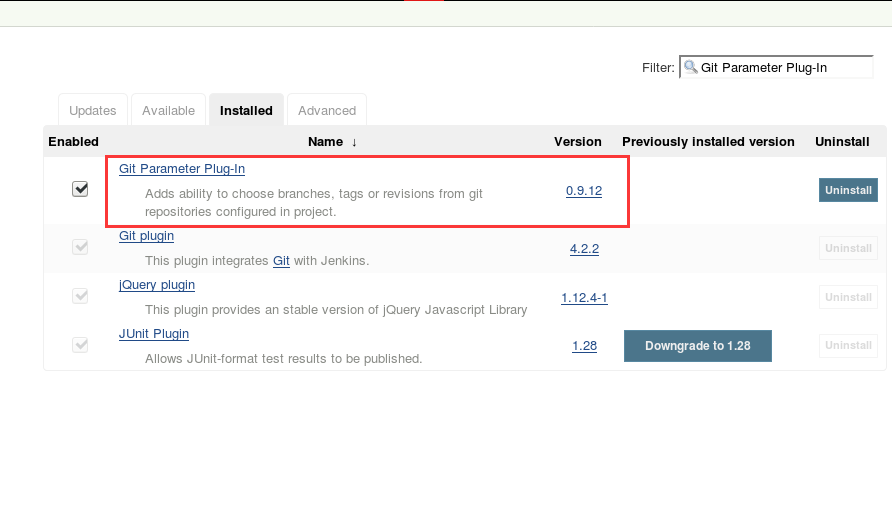 Filter: Git Parameter Plug-In
Updates Available Installed Advanced
Enabled Name ↓ Version Previously installed version Uninstall
Git Parameter Plug-In
Adds ability to choose branches, tags or revisions from git
repositories configured in project.
0.9.12
Uninstall
Git plugin
This plugin integrates Git with Jenkins.
4.2.2
Uninstall
jQuery plugin
This plugin provides an stable version of jQuery Javascript Library
1.12.4-1
Uninstall
JUnit Plugin
Allows JUnit-format test results to be published.
1.28
Downgrade to 1.28
Uninstall